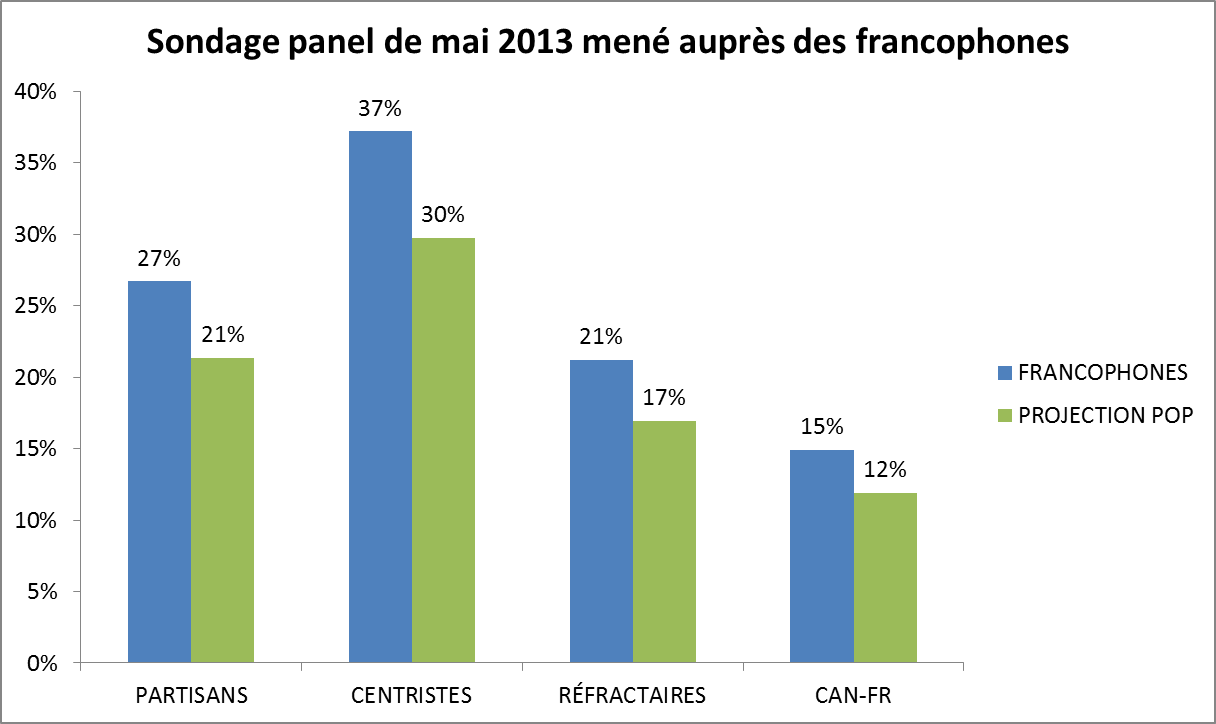 Sondage panel de mai 2013 mené auprès des francophones
40%
35%
30%
25%
20%
15%
10%
5%
0%
27%
21%
37%
30%
21%
17%
15%
12%
PARTISANS
CENTRISTES
RÉFRACTAIRES
CAN-FR
FRANCOPHONES
PROJECTION POP